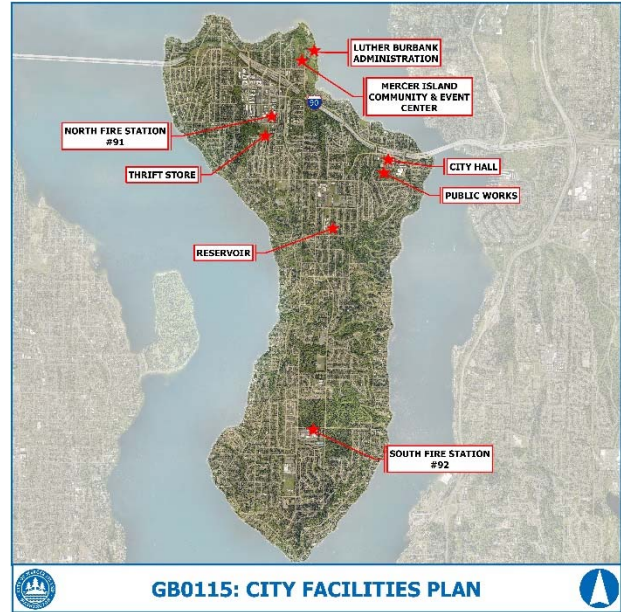 LUTHER BURBANK
ADMINISTRATION
MERCER ISLAND
COMMUNITY & EVENT
CENTER
90
NORTH FIRE STATION
#91
THRIFT STORE
CITY HALL
PUBLIC WORKS
RESERVOIR
SOUTH FIRE STATION
#92
GB0115: CITY FACILITIES PLAN